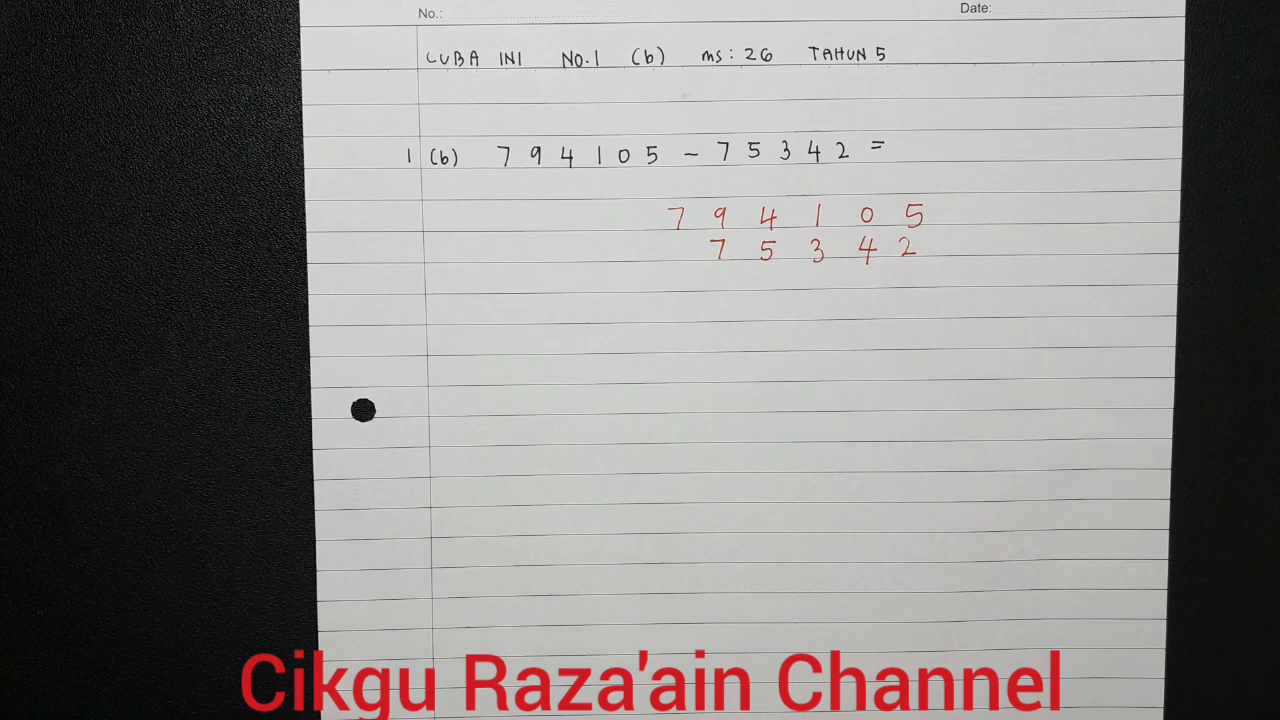 No.:
Date:
CUBA INI NO.1 (b) ms: 26 TAHUN 5
1 (b) 7 9 4 1 0 5 - 7 5 3 4 2 =
7 9 4 1 0 5
7 5 3 4 2
Cikgu Raza'ain Channel